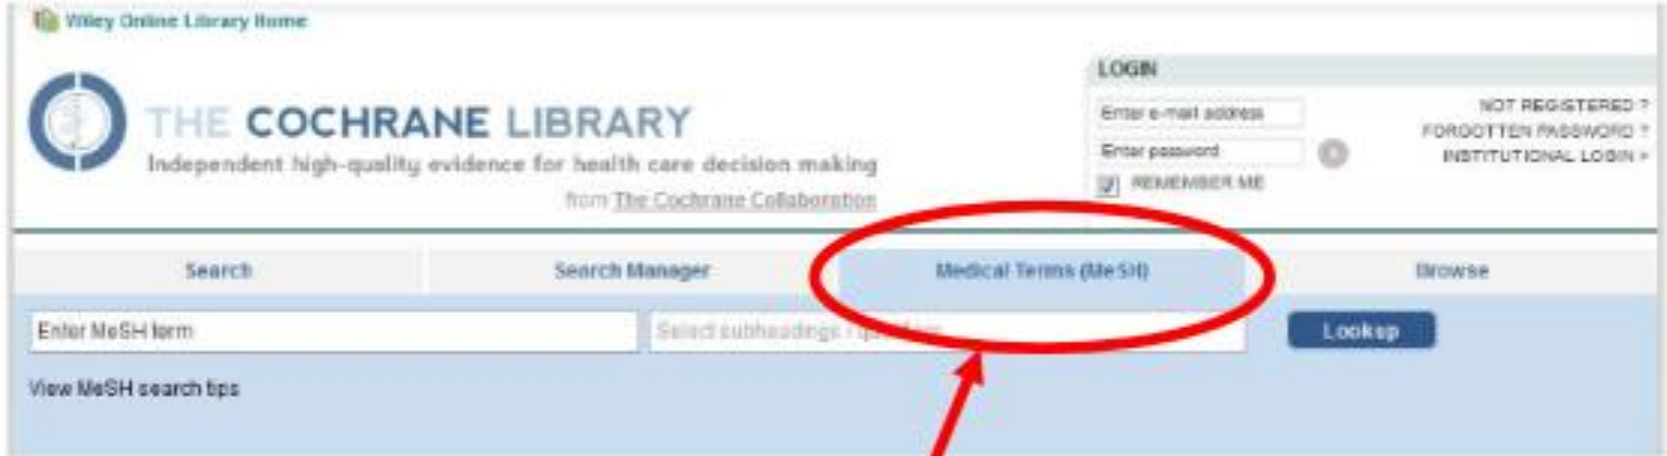 Wiley Online Library Home
THE COCHRANE LIBRARY
Independent high-quality evidence for health care decision making
from The Cochrane Collaboration
LOGIN
Enter e-mail address
Enter password
REMEMBER ME
NOT REGISTERED ?
FORGOTTEN PASSWORD ?
INSTITUTIONAL LOGIN >
Search
Search Manager
Medical Terms (MeSH)
Browse
Enter MeSH term
Select subheadings /
Lookup
View MeSH search tips